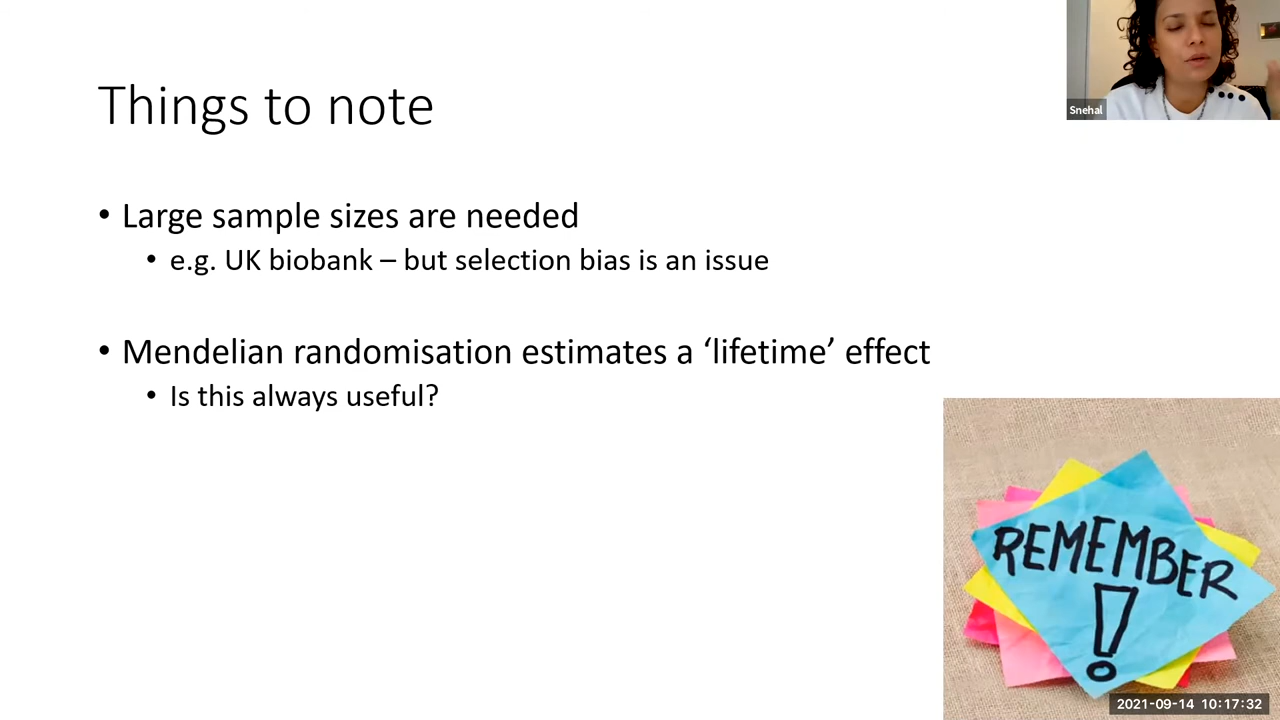 Snehal
Things to note
• Large sample sizes are needed
• e.g. UK biobank – but selection bias is an issue
• Mendelian randomisation estimates a ‘lifetime’ effect
• Is this always useful?
REMEMBER
!
2021-09-14 10:17:32